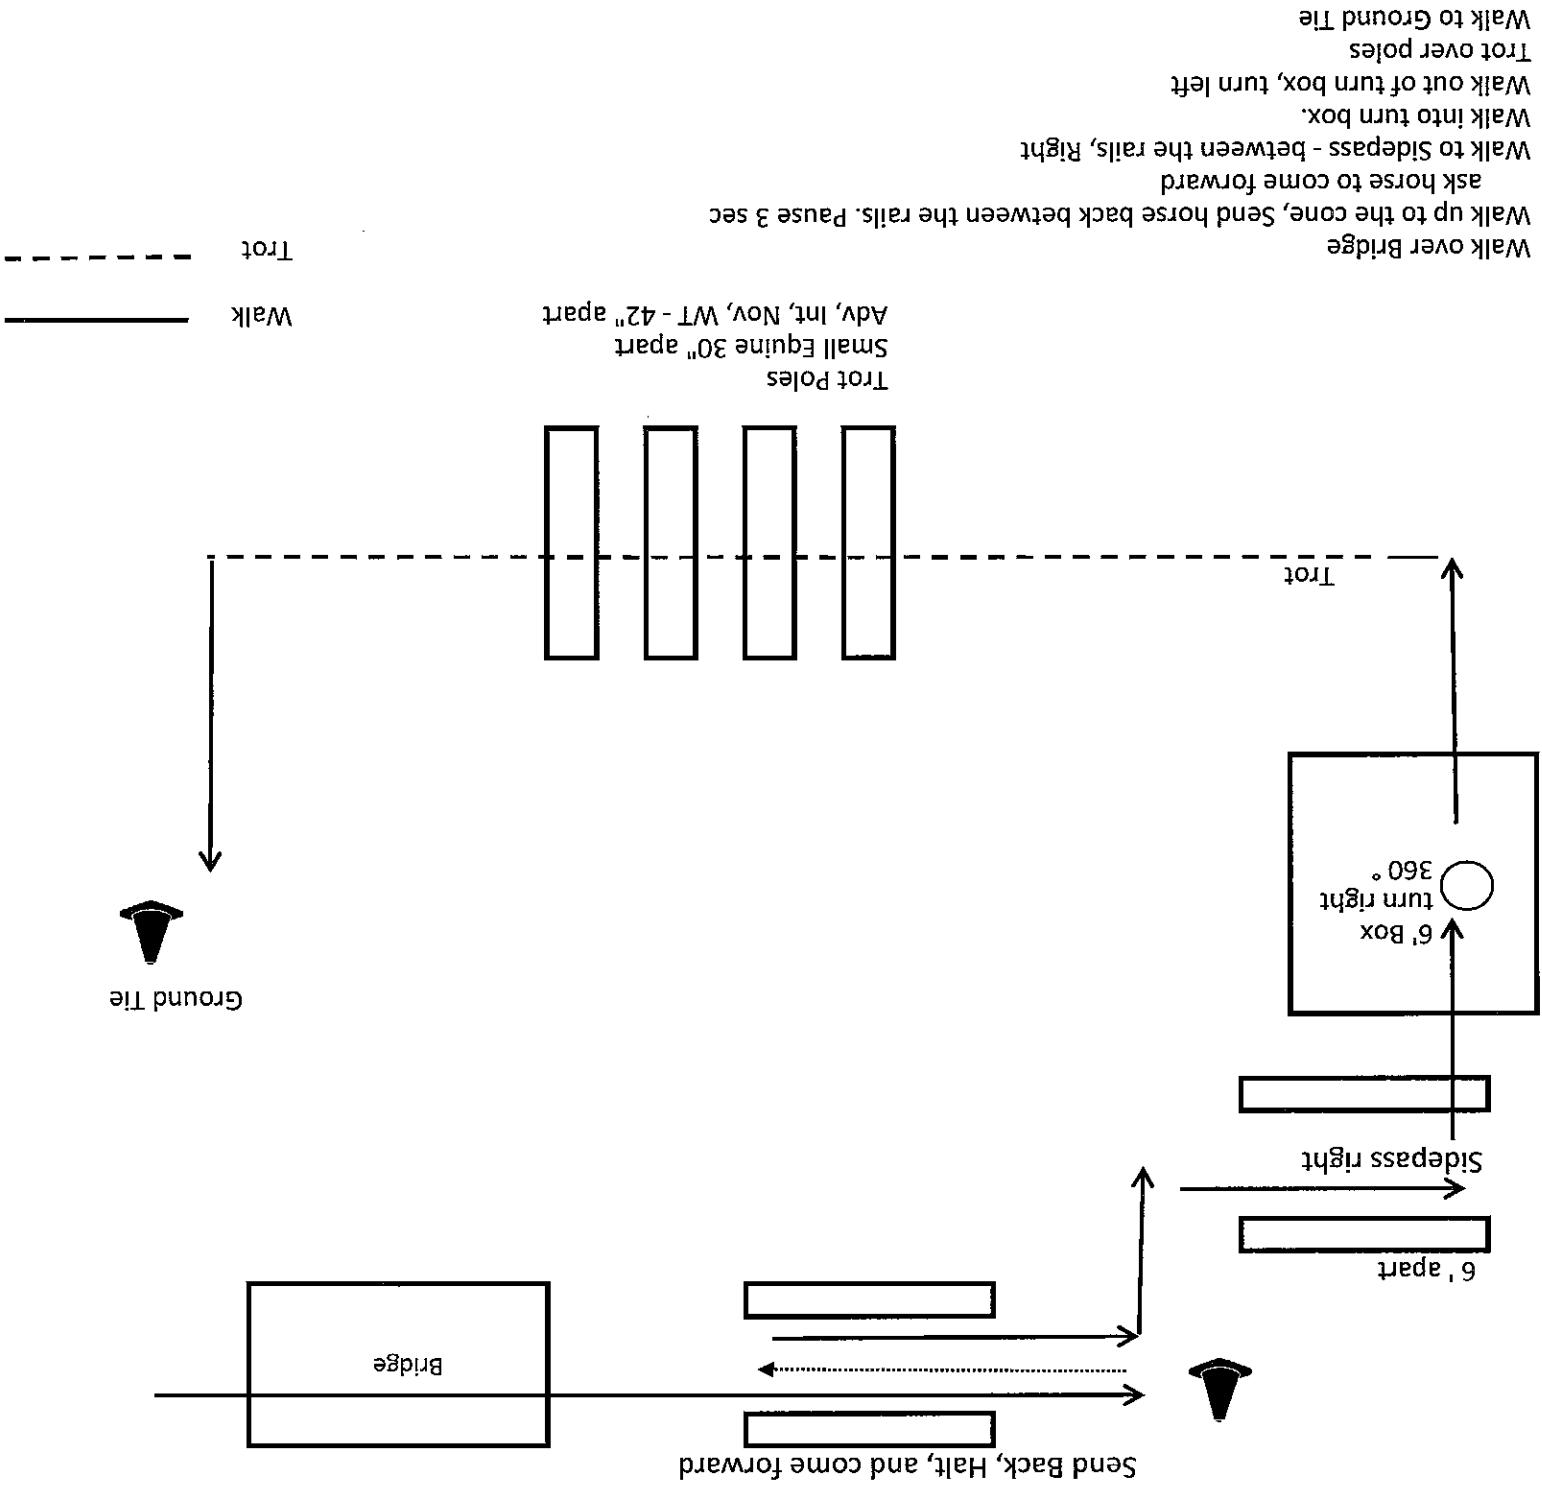 Send Back, Halt, and come forward
Bridge
6 ' apart
Sidepass right
Ground Tie
6' Box
turn right
360 °
Trot
Trot Poles
Small Equine 30" apart
Adv, Int, Nov, WT - 42" apart
Walk
Trot
Walk over Bridge
Walk up to the cone, Send horse back between the rails. Pause 3 sec
ask horse to come forward
Walk to Sidepass - between the rails, Right
Walk into turn box.
Walk out of turn box, turn left
Trot over poles
Walk to Ground Tie